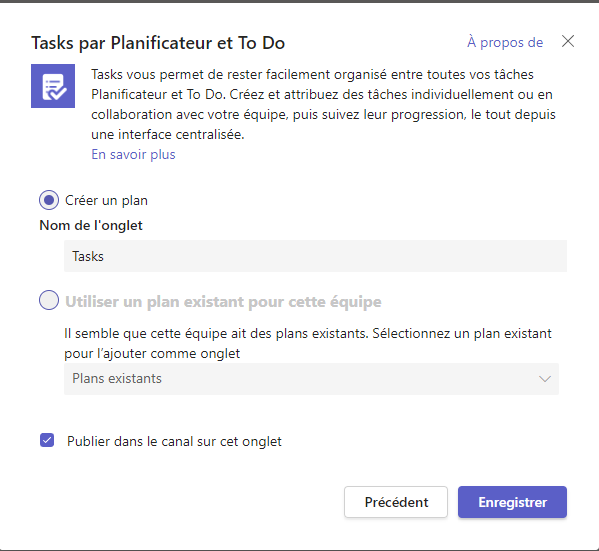 Tasks par Planificateur et To Do
À propos de
Tasks vous permet de rester facilement organisé entre toutes vos tâches
Planificateur et To Do. Créez et attribuez des tâches individuellement ou en
collaboration avec votre équipe, puis suivez leur progression, le tout depuis
une interface centralisée.
En savoir plus
Créer un plan
Nom de l'onglet
Tasks
Utiliser un plan existant pour cette équipe
Il semble que cette équipe ait des plans existants. Sélectionnez un plan existant
pour l’ajouter comme onglet
Plans existants
Publier dans le canal sur cet onglet
Précédent
Enregistrer